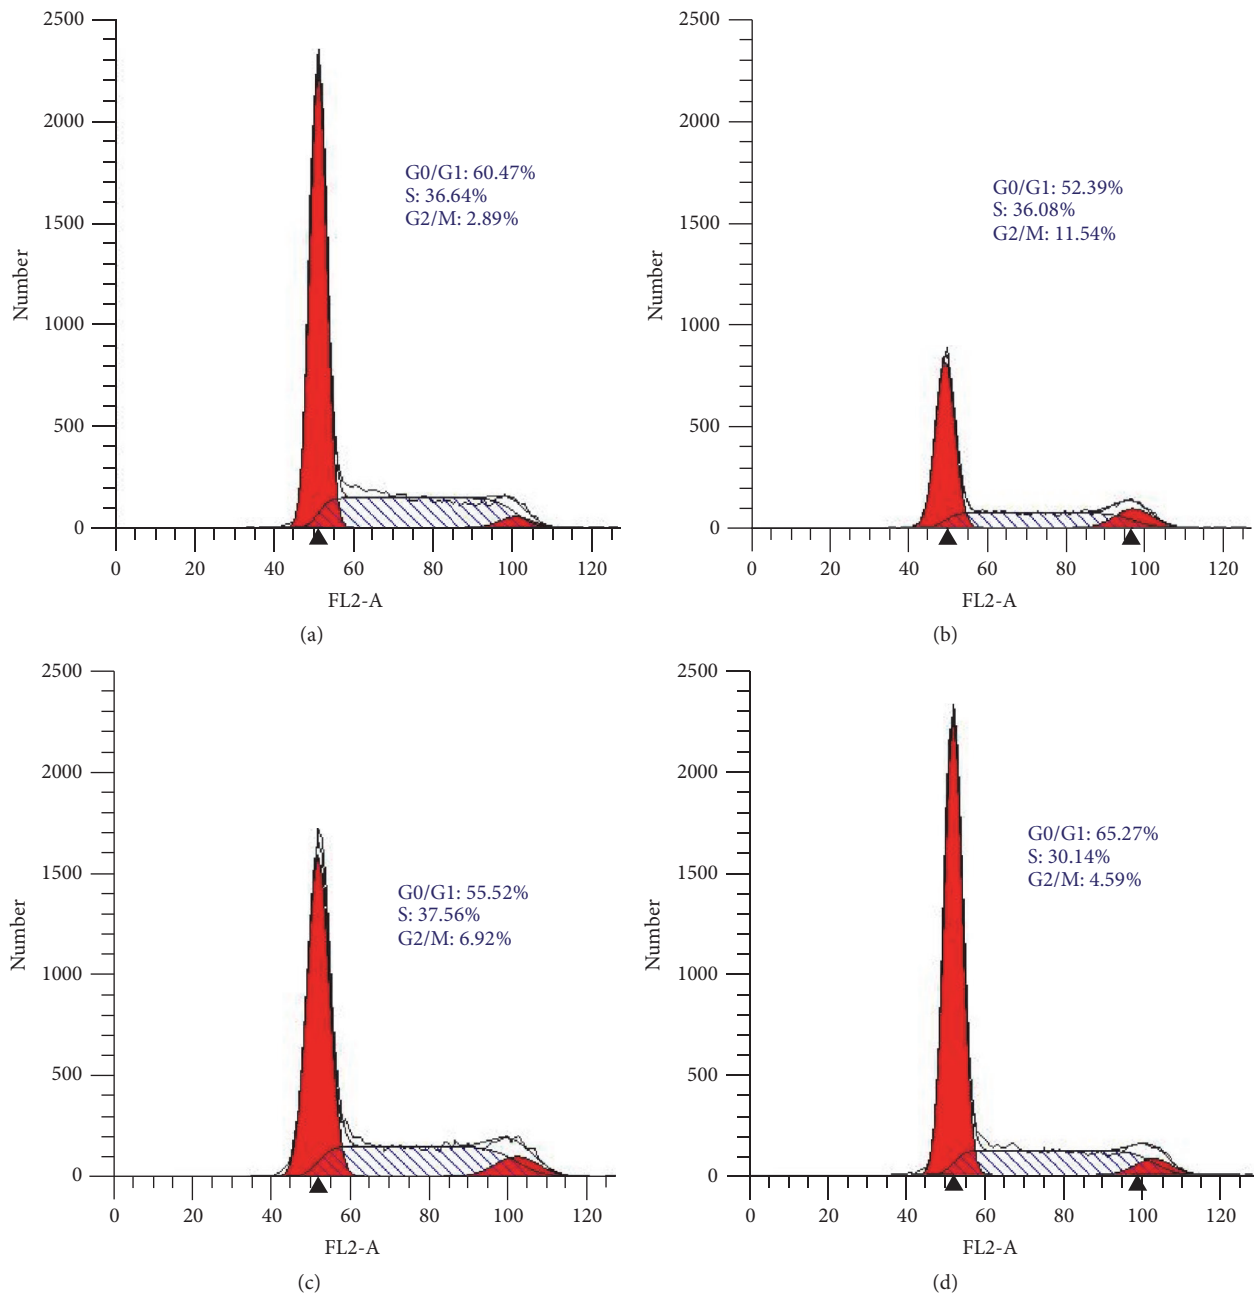 2500
2000
1500
1000
500
0
Number
G0/G1: 60.47%
S: 36.64%
G2/M: 2.89%
0 20 40 60 80 100 120
FL2-A
(a)
2500
2000
1500
1000
500
0
Number
G0/G1: 52.39%
S: 36.08%
G2/M: 11.54%
0 20 40 60 80 100 120
FL2-A
(b)
2500
2000
1500
1000
500
0
Number
G0/G1: 55.52%
S: 37.56%
G2/M: 6.92%
0 20 40 60 80 100 120
FL2-A
(c)
2500
2000
1500
1000
500
0
Number
G0/G1: 65.27%
S: 30.14%
G2/M: 4.59%
0 20 40 60 80 100 120
FL2-A
(d)